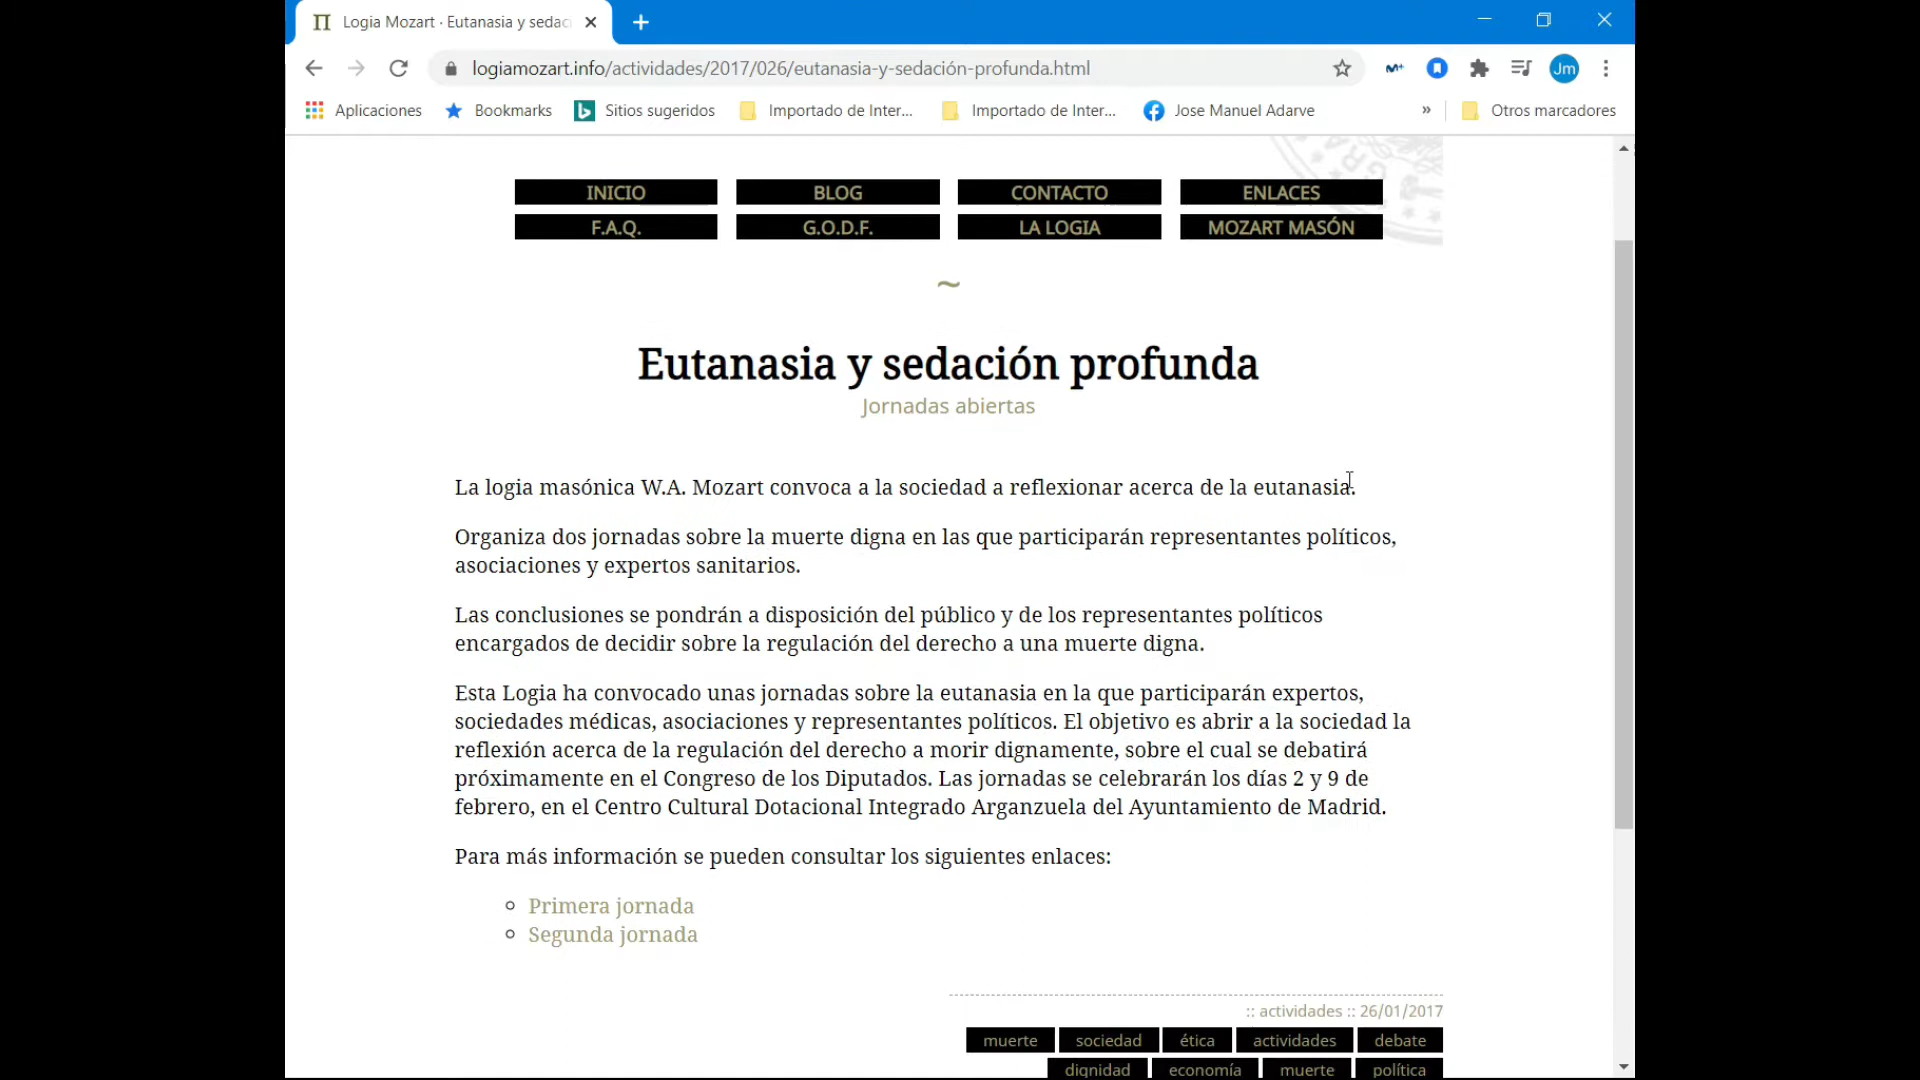 Logia Mozart · Eutanasia y sedac
logiamozart.info/actividades/2017/026/eutanasia-y-sedación-profunda.html
M+
Jm
Aplicaciones
Bookmarks
Sitios sugeridos
Importado de Inter...
Importado de Inter...
Jose Manuel Adarve
»
Otros marcadores
INICIO BLOG CONTACTO ENLACES
F.A.Q. G.O.D.F. LA LOGIA MOZART MASÓN
~
Eutanasia y sedación profunda
Jornadas abiertas
La logia masónica W.A. Mozart convoca a la sociedad a reflexionar acerca de la eutanasia.
Organiza dos jornadas sobre la muerte digna en las que participarán representantes políticos,
asociaciones y expertos sanitarios.
Las conclusiones se pondrán a disposición del público y de los representantes políticos
encargados de decidir sobre la regulación del derecho a una muerte digna.
Esta Logia ha convocado unas jornadas sobre la eutanasia en la que participarán expertos,
sociedades médicas, asociaciones y representantes políticos. El objetivo es abrir a la sociedad la
reflexión acerca de la regulación del derecho a morir dignamente, sobre el cual se debatirá
próximamente en el Congreso de los Diputados. Las jornadas se celebrarán los días 2 y 9 de
febrero, en el Centro Cultural Dotacional Integrado Arganzuela del Ayuntamiento de Madrid.
Para más información se pueden consultar los siguientes enlaces:
Primera jornada
Segunda jornada
:: actividades :: 26/01/2017
muerte sociedad ética actividades debate
dignidad economía muerte política